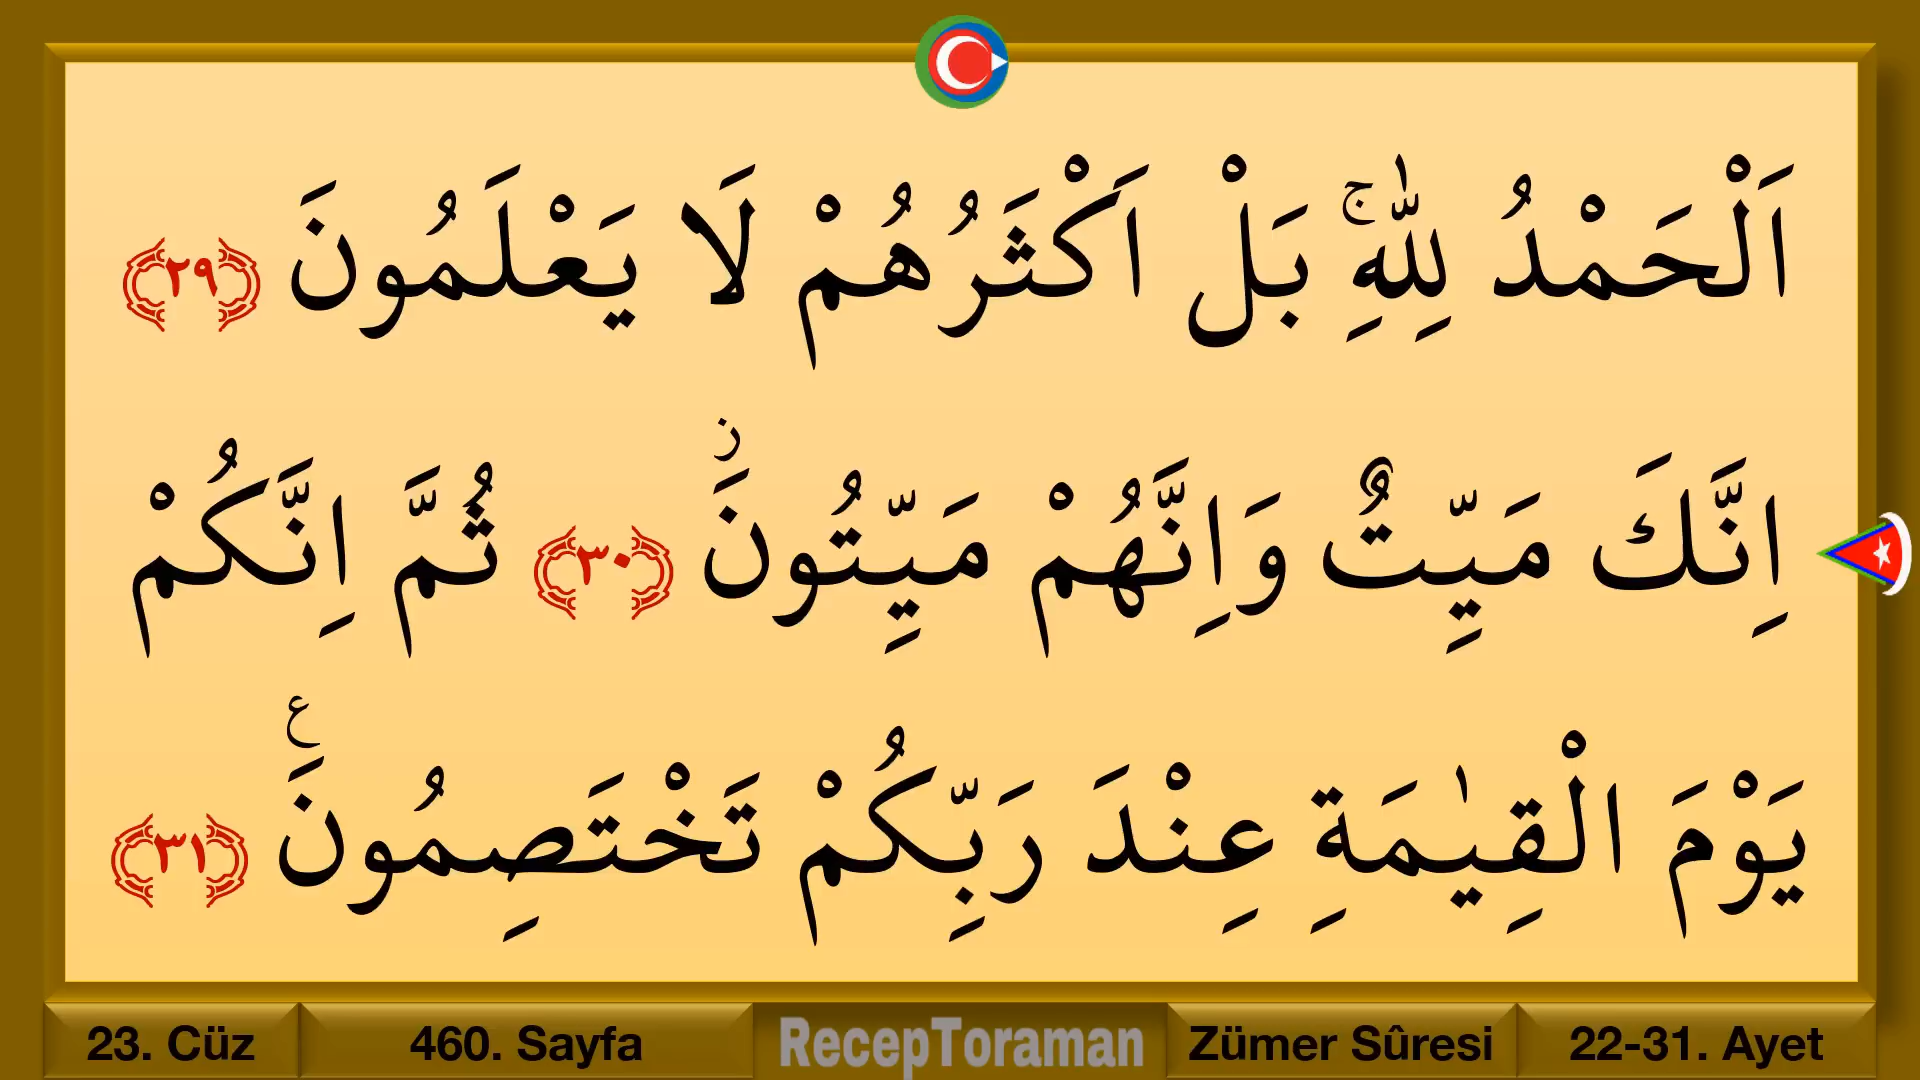 اَلْحَمْدُ لِلّٰهِۚ بَلْ اَكْثَرُهُمْ لَا يَعْلَمُونَ ﴿٢٩﴾
اِنَّكَ مَيِّتٌ وَاِنَّهُمْ مَيِّتُونَۘ ﴿٣٠﴾ ثُمَّ اِنَّكُمْ
يَوْمَ الْقِيٰمَةِ عِنْدَ رَبِّكُمْ تَخْتَصِمُونَ۟ ﴿٣١﴾
23. Cüz 460. Sayfa RecepToraman Zümer Sûresi 22-31. Ayet